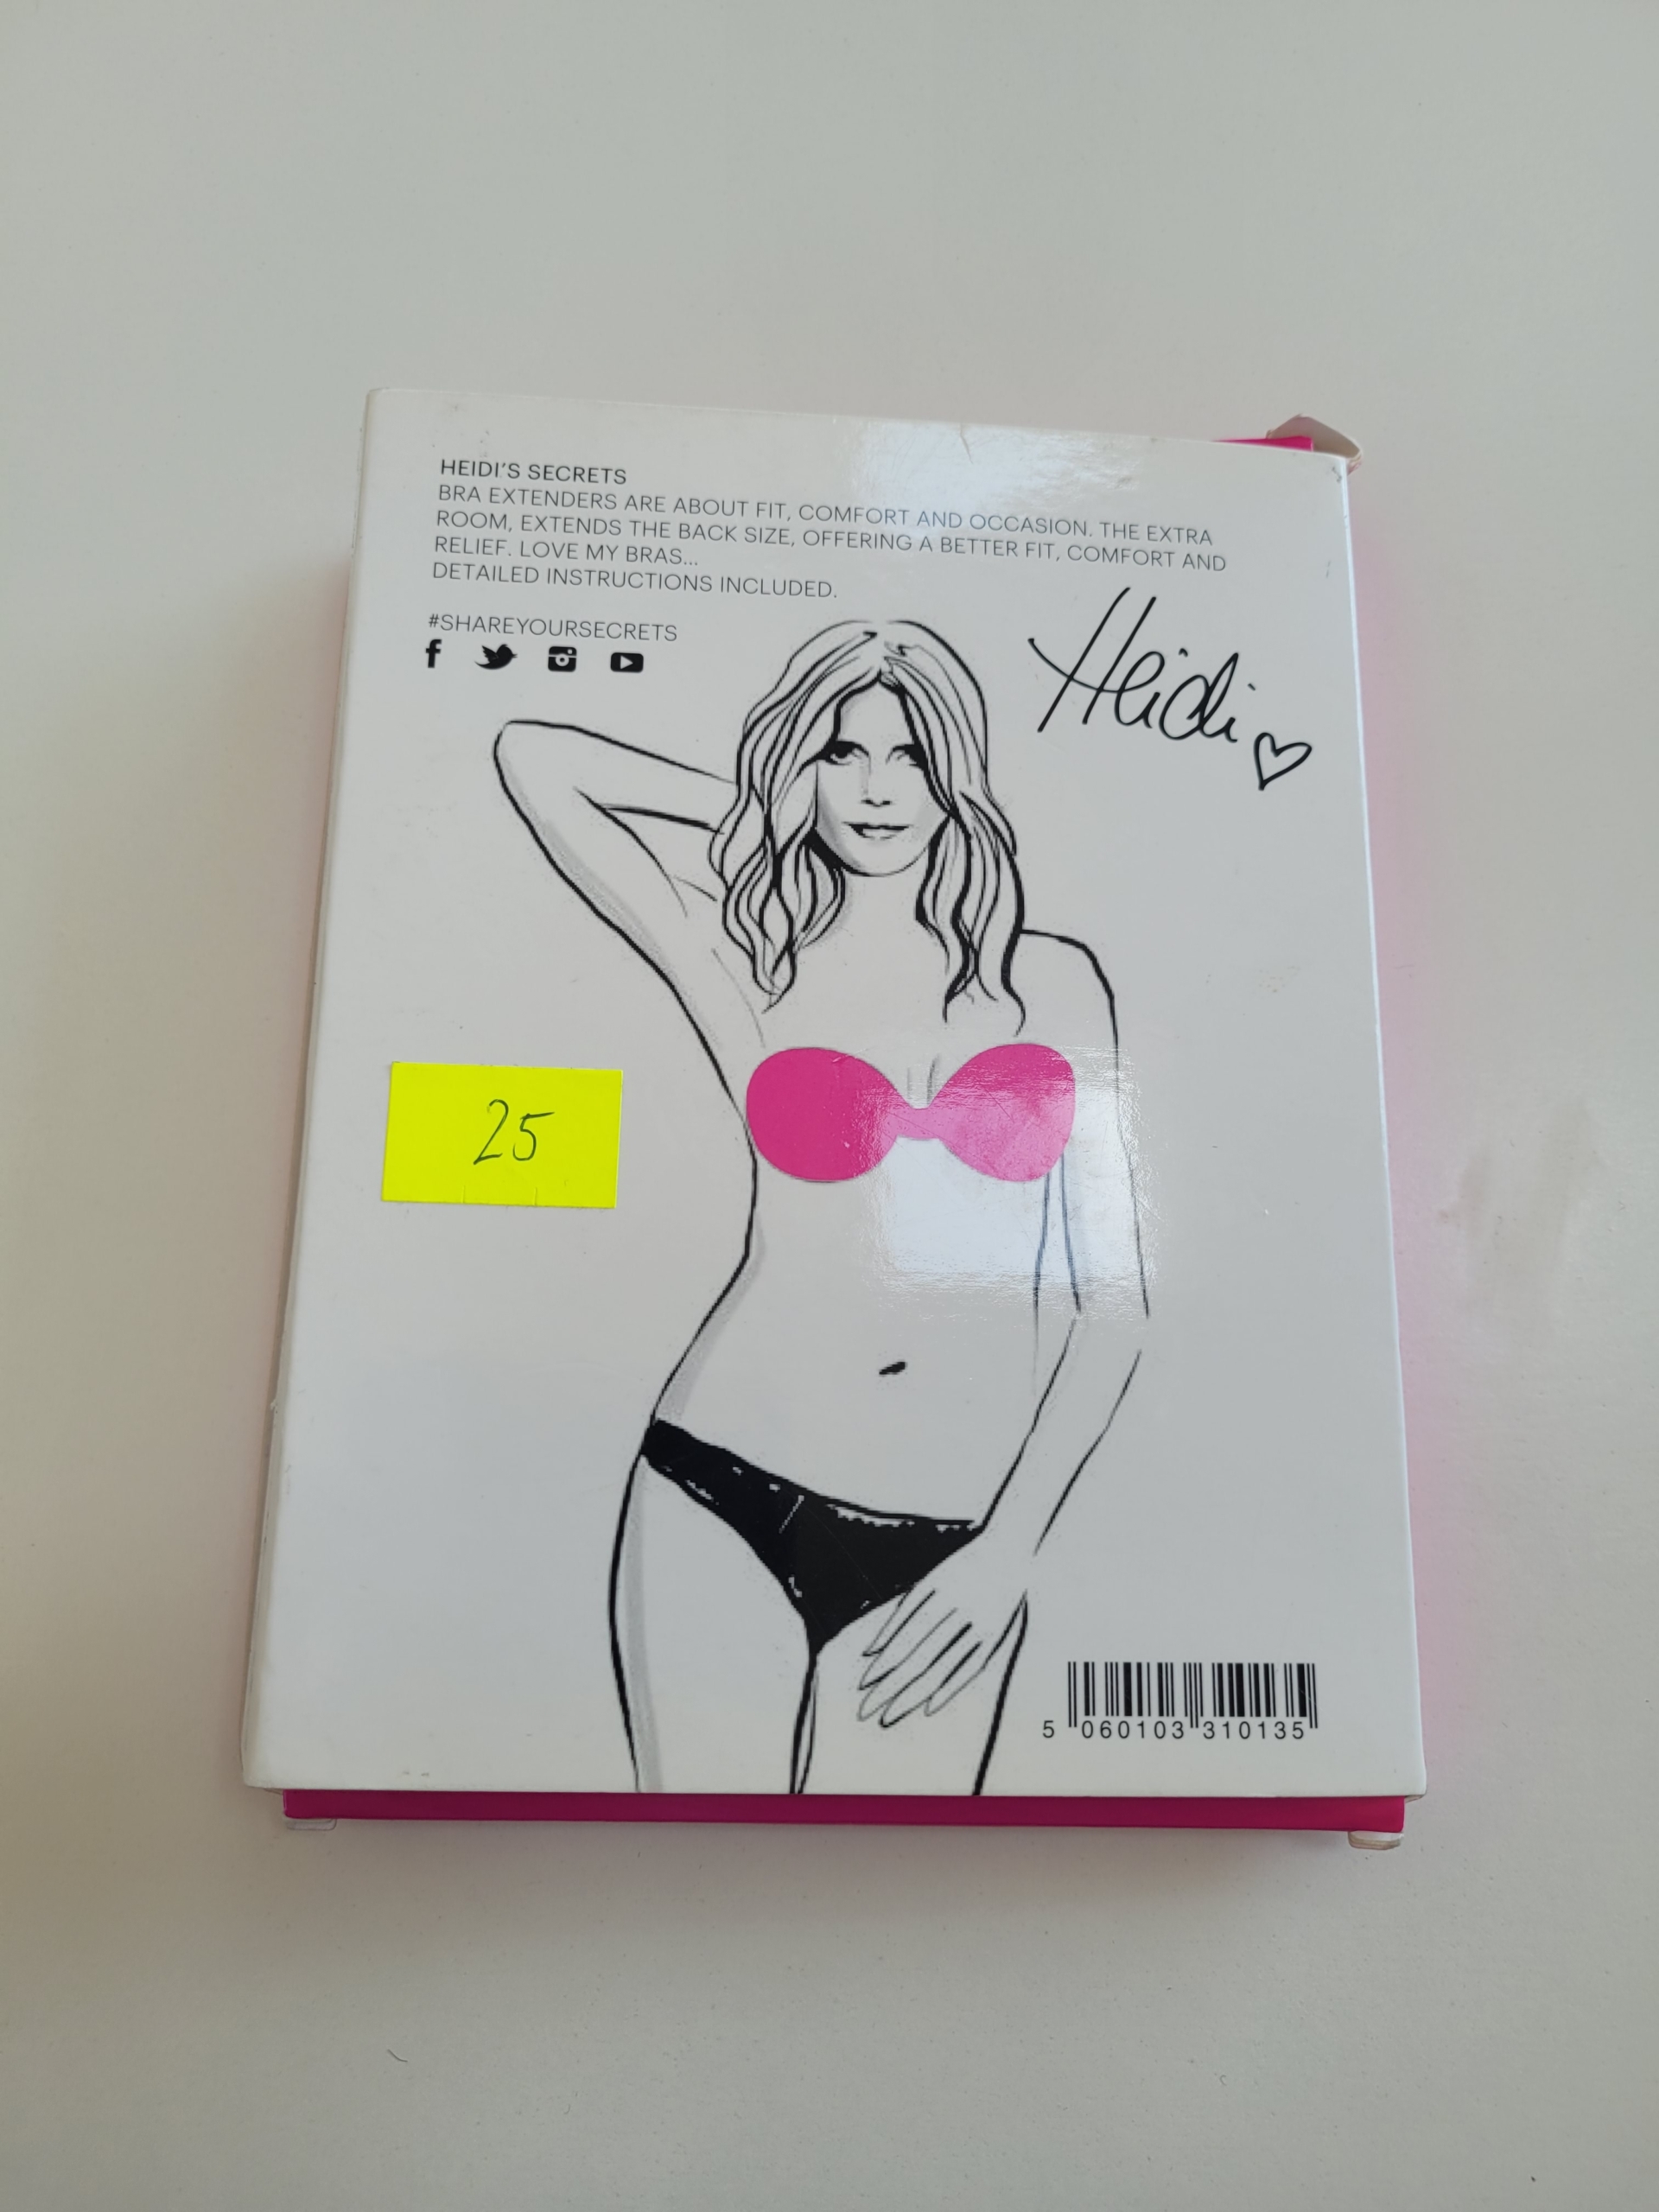 HEIDI'S SECRETS
BRA EXTENDERS ARE ABOUT FIT, COMFORT AND OCCASION. THE EXTRA
ROOM, EXTENDS THE BACK SIZE, OFFERING A BETTER FIT, COMFORT AND
RELIEF. LOVE MY BRAS...
DETAILED INSTRUCTIONS INCLUDED.
#SHAREYOURSECRETS
Heidi
25
5 060103 310135